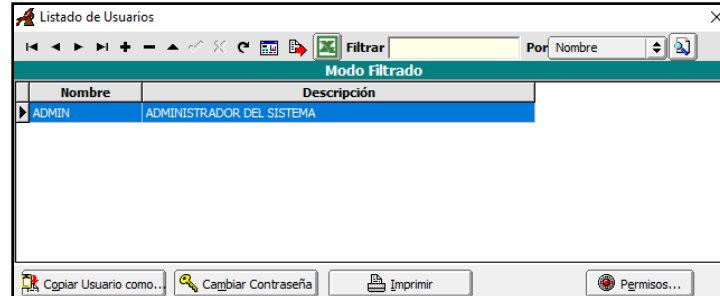 Listado de Usuarios
Filtrar Por Nombre
Modo Filtrado
Nombre Descripción
ADMIN ADMINISTRADOR DEL SISTEMA
Copiar Usuario como... Cambiar Contraseña Imprimir Permisos...